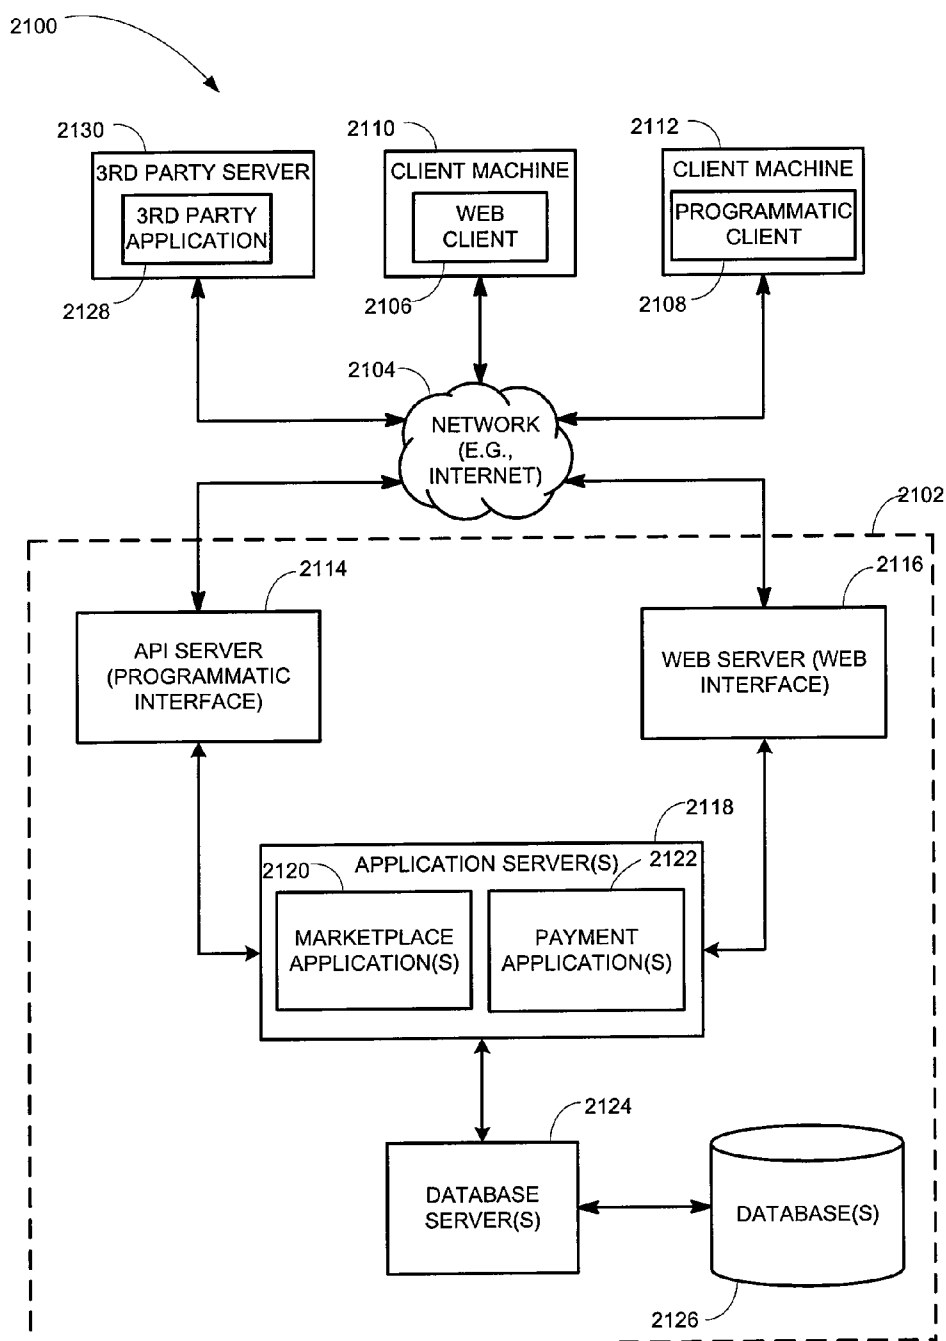 2100
2130
2110
2112
3RD PARTY SERVER
3RD PARTY
APPLICATION
2128
CLIENT MACHINE
WEB
CLIENT
2106
CLIENT MACHINE
PROGRAMMATIC
CLIENT
2108
2104
NETWORK
(E.G.,
INTERNET)
2102
2114
2116
API SERVER
(PROGRAMMATIC
INTERFACE)
WEB SERVER (WEB
INTERFACE)
2118
APPLICATION SERVER(S)
2120
2122
MARKETPLACE
APPLICATION(S)
PAYMENT
APPLICATION(S)
2124
DATABASE
SERVER(S)
DATABASE(S)
2126